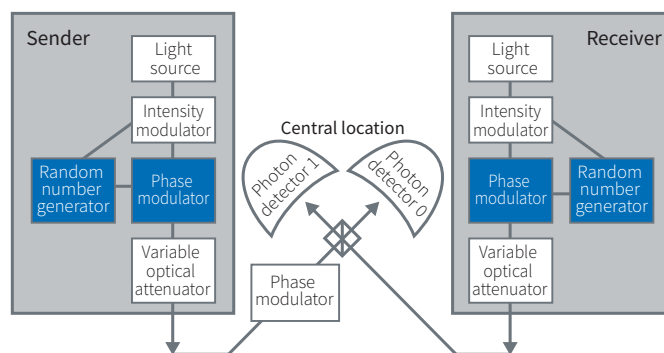 Sender
Light
source
Intensity
modulator
Random
number
generator
Phase
modulator
Variable
optical
attenuator
Central location
Photon
detector 1
Photon
detector 0
Phase
modulator
Receiver
Light
source
Intensity
modulator
Phase
modulator
Random
number
generator
Variable
optical
attenuator